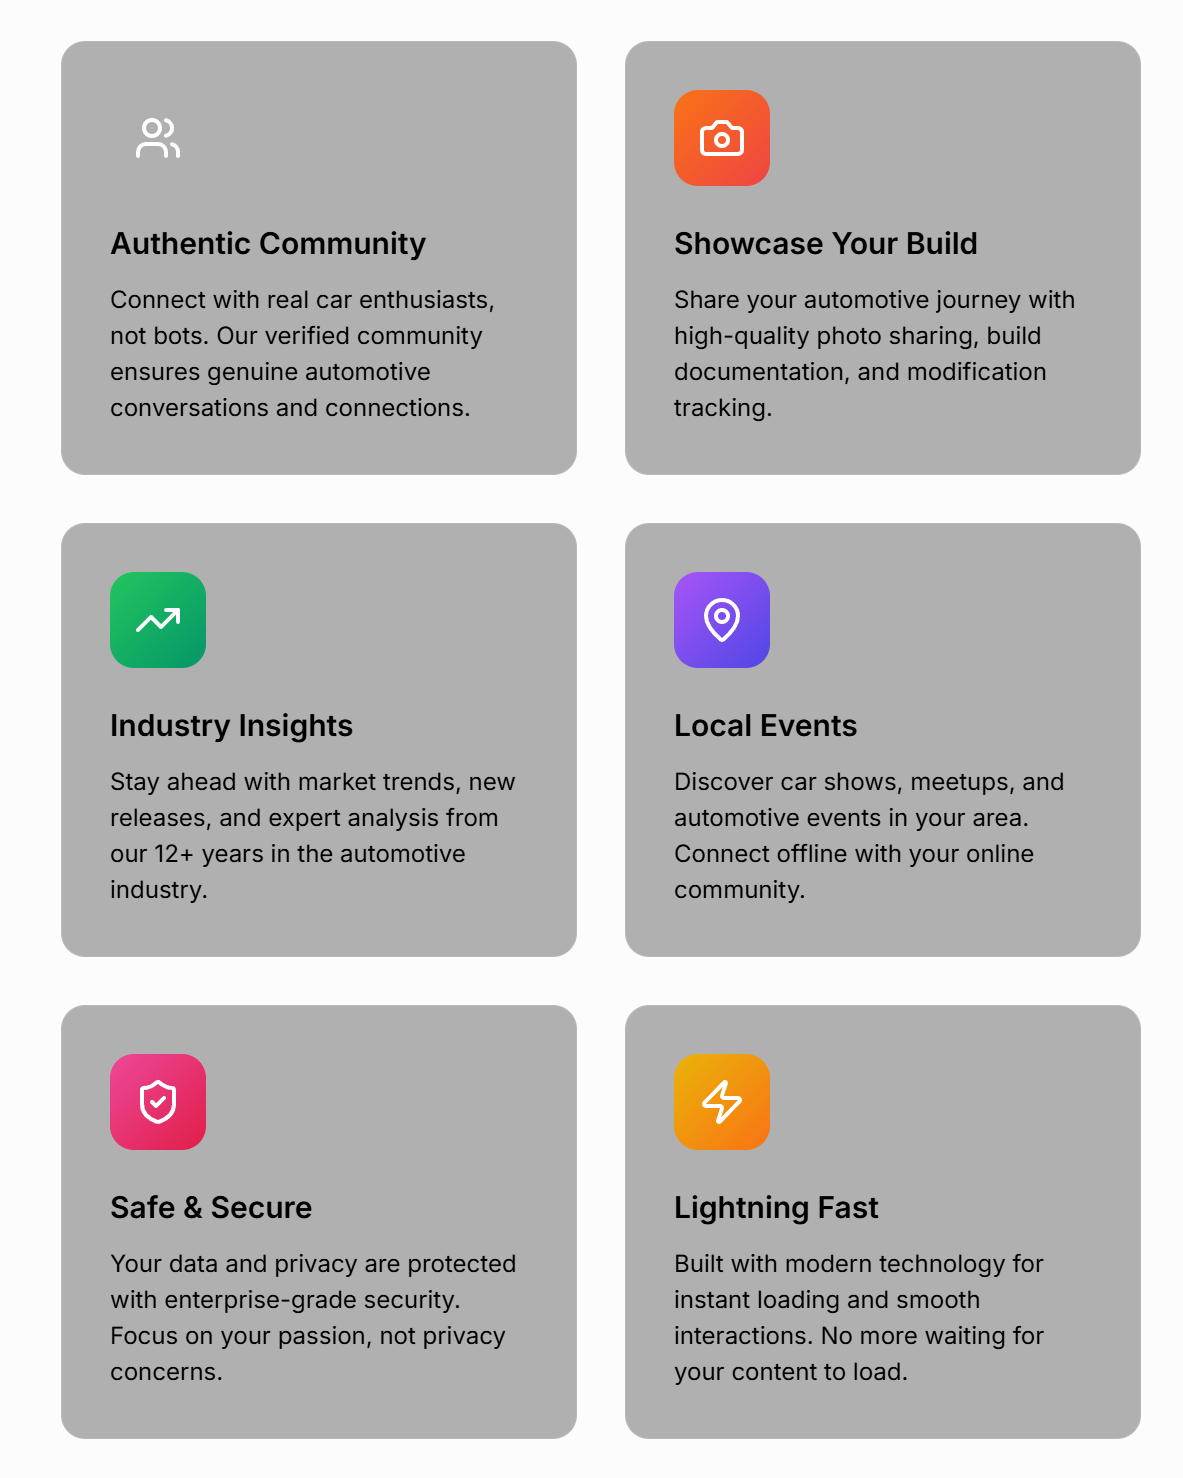 Authentic Community
Connect with real car enthusiasts,
not bots. Our verified community
ensures genuine automotive
conversations and connections.
Showcase Your Build
Share your automotive journey with
high-quality photo sharing, build
documentation, and modification
tracking.
Industry Insights
Stay ahead with market trends, new
releases, and expert analysis from
our 12+ years in the automotive
industry.
Local Events
Discover car shows, meetups, and
automotive events in your area.
Connect offline with your online
community.
Safe & Secure
Your data and privacy are protected
with enterprise-grade security.
Focus on your passion, not privacy
concerns.
Lightning Fast
Built with modern technology for
instant loading and smooth
interactions. No more waiting for
your content to load.